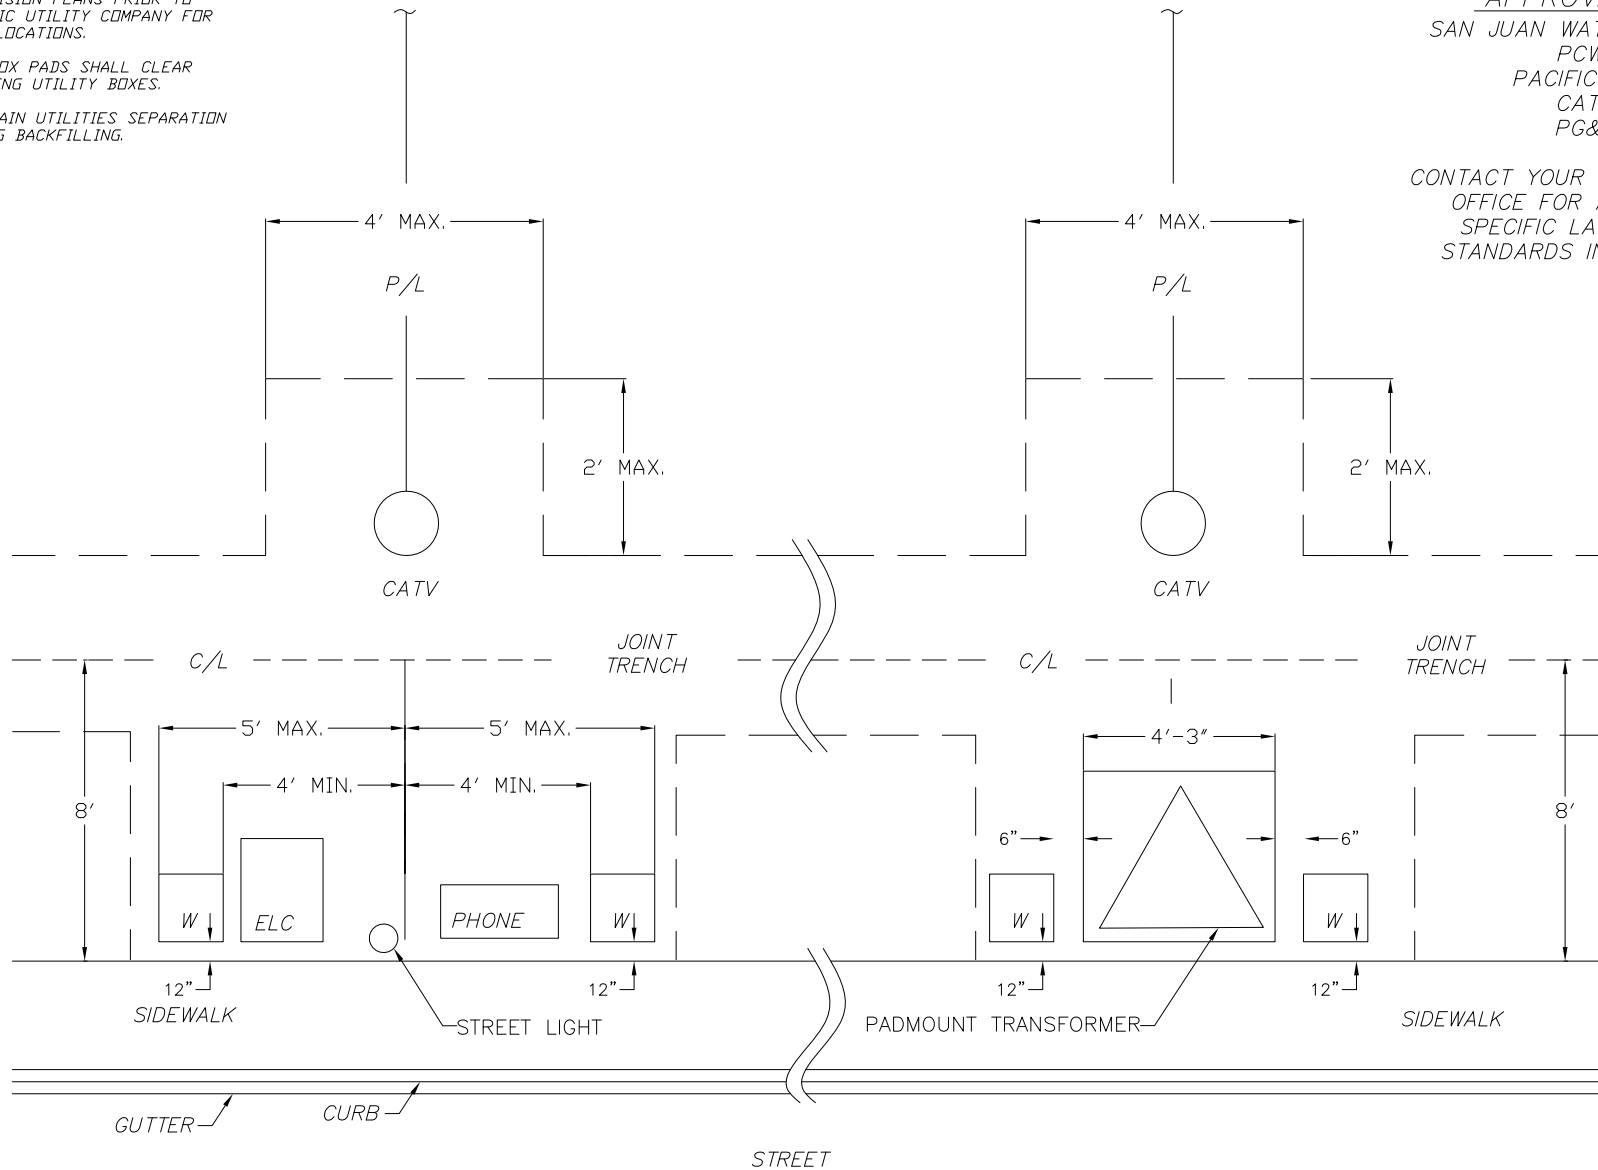 IC UTILITY COMPANY FOR
LOCATIONS.
OX PADS SHALL CLEAR
NG UTILITY BOXES.
AIN UTILITIES SEPARATION
G BACKFILLING.
SAN JUAN WAT
PCW
PACIFIC
CAT
PG&
CONTACT YOUR
OFFICE FOR
SPECIFIC LA
STANDARDS IN
4' MAX.
4' MAX.
P/L
P/L
2' MAX.
2' MAX.
CATV
CATV
C/L
JOINT
TRENCH
C/L
JOINT
TRENCH
5' MAX.
5' MAX.
4'-3"
4' MIN.
4' MIN.
8'
8'
6"
6"
W
ELC
PHONE
W
W
W
12"
12"
12"
12"
SIDEWALK
STREET LIGHT
PADMOUNT TRANSFORMER
SIDEWALK
GUTTER
CURB
STREET